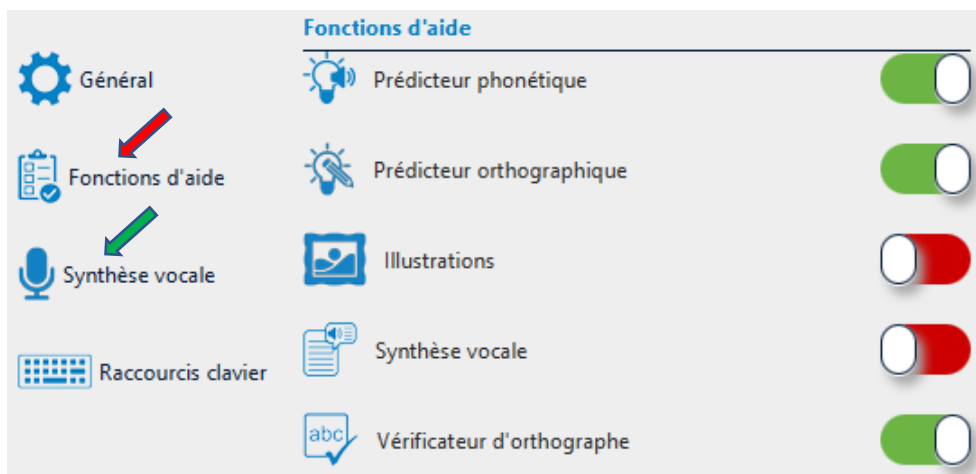 Fonctions d'aide
Général
Fonctions d'aide
Synthèse vocale
Raccourcis clavier
Prédicteur phonétique
Prédicteur orthographique
Illustrations
Synthèse vocale
abc
Vérificateur d'orthographe